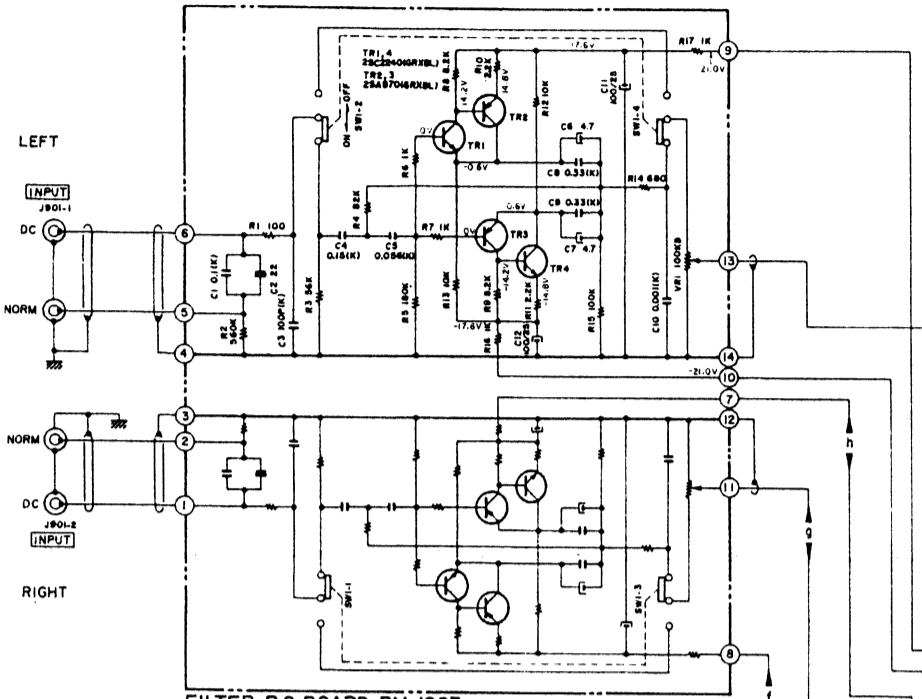 -17.6V
R17 1K
9
21.0V
TR1, 4
2SC2240(GRXBL)
TR2, 3
2SA970(GRXBL)
R8 8.2K
R10 2.2K
14.2V
14.8V
C11 100/25
OFF
ON
SW1-2
SW1-4
R12 10K
TR2
TR1
0V
C6 4.7
C8 0.33(K)
-0.6V
R14 680
LEFT
INPUT
J901-1
DC
6
R1 100
R6 1K
R4 82K
C4 0.15(K)
C5 0.056(K)
R7 1K
0V
0.6V
C9 0.33(K)
C7 4.7
TR3
TR4
-14.2V
-14.8V
13
VR1 100KB
C1 0.1(K)
C2 22
R3 56K
C3 100P(K)
R5 180K
R13 10K
R9 8.2K
R11 2.2K
R15 100K
C10 0.001(K)
NORM
5
R2 560K
-17.6V
R16 1K
C12 100/25
4
14
-21.0V
10
7
3
12
NORM
2
11
h
DC
1
J901-2
INPUT
g
RIGHT
SW1-1
SW1-3
8
f